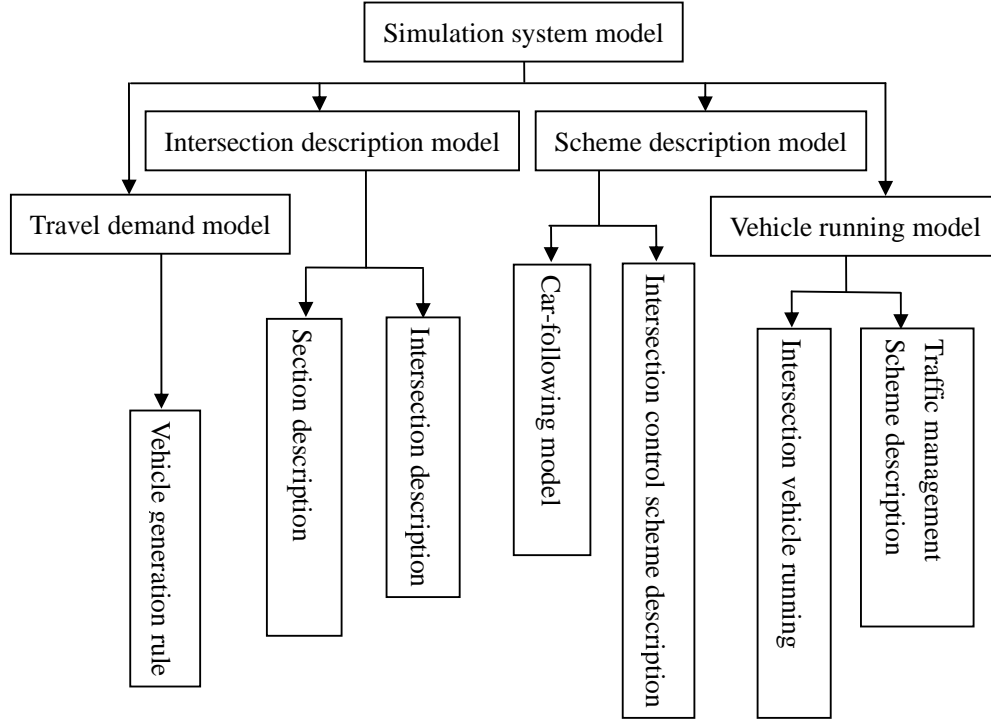 Simulation system model
Intersection description model
Scheme description model
Travel demand model
Vehicle running model
Vehicle generation rule
Section description
Intersection description
Car-following model
Intersection control scheme description
Intersection vehicle running
Traffic management
Scheme description